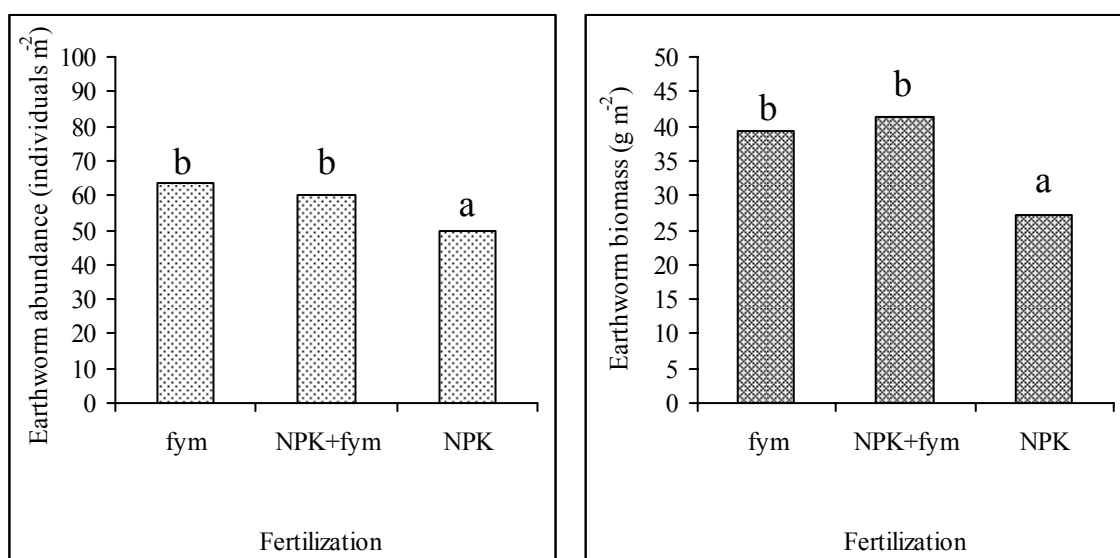 Earthworm abundance (individuals m-2)
100
90
80
70
60
50
40
30
20
10
0
b
b
a
fym
NPK+fym
NPK
Fertilization
Earthworm biomass (g m-2)
50
45
40
35
30
25
20
15
10
5
0
b
b
a
fym
NPK+fym
NPK
Fertilization